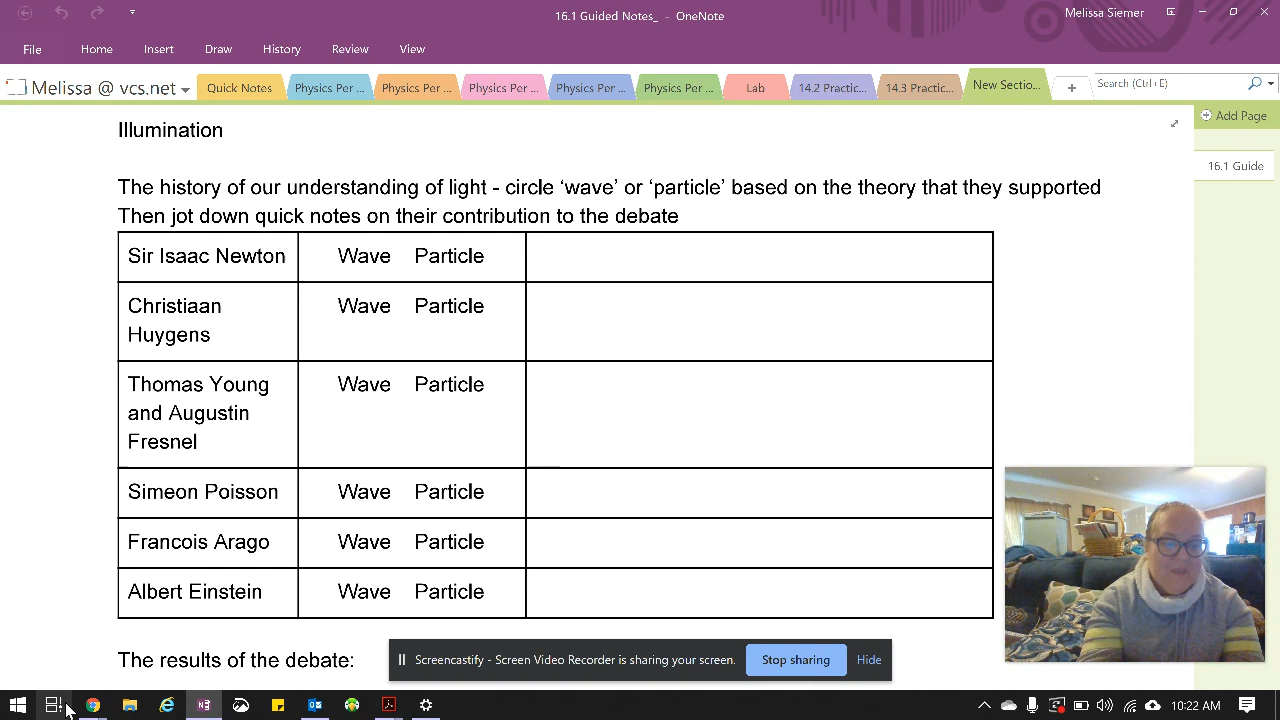 16.1 Guided Notes_ - OneNote
Melissa Siemer
File Home Insert Draw History Review View
Melissa @ vcs.net
Quick Notes
Physics Per ...
Physics Per ...
Physics Per ...
Physics Per ...
Physics Per ...
Lab
14.2 Practic...
14.3 Practic...
New Sectio...
+
Search (Ctrl+E)
Add Page
16.1 Guide
Illumination
The history of our understanding of light - circle ‘wave’ or ‘particle’ based on the theory that they supported
Then jot down quick notes on their contribution to the debate
Sir Isaac Newton Wave Particle
Christiaan Wave Particle
Huygens
Thomas Young Wave Particle
and Augustin
Fresnel
Simeon Poisson Wave Particle
Francois Arago Wave Particle
Albert Einstein Wave Particle
The results of the debate:
Screencastify - Screen Video Recorder is sharing your screen.
Stop sharing
Hide
10:22 AM